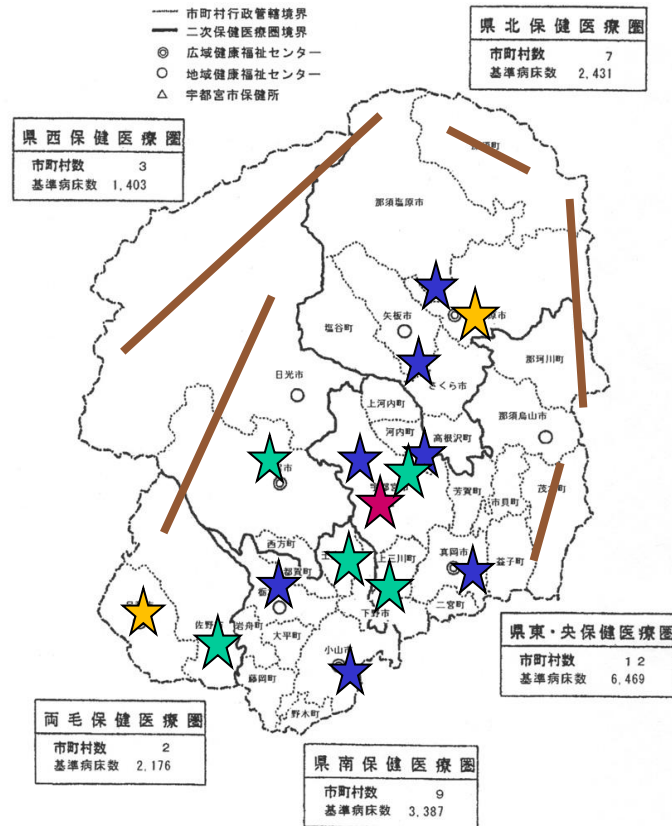 市町村行政管轄境界
二次保健医療圏境界
◎ 広域健康福祉センター
○ 地域健康福祉センター
△ 宇都宮市保健所
県北保健医療圏
市町村数 7
基準病床数 2,431
県西保健医療圏
市町村数 3
基準病床数 1,403
町
那須塩原市
矢板市
原市
塩谷町
那珂川町
さくら市
日光市
上河内町
那須烏山市
河内町
高根沢町
市
宇都宮市
芳賀町
市貝町
茂木町
西方町
上三川町
真岡市
益子町
都賀町
二宮町
下野市
佐野市
岩舟町
大平町
小山市
藤岡町
野木町
県東・央保健医療圏
市町村数 12
基準病床数 6,469
両毛保健医療圏
市町村数 2
基準病床数 2,176
県南保健医療圏
市町村数 9
基準病床数 3,387